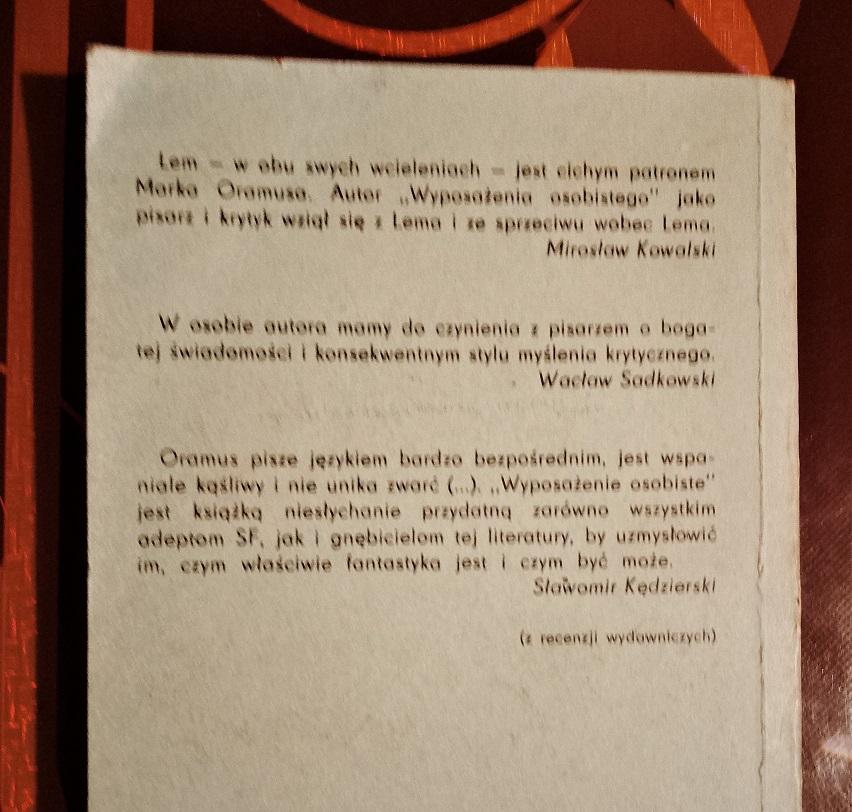 Lem – w obu swych wcieleniach – jest cichym patronem
Marka Oramusa. Autor „Wyposażenia osobistego" jako
pisarz i krytyk wziął się z Lema i ze sprzeciwu wobec Lema.
Mirosław Kowalski
W osobie autora mamy do czynienia z pisarzem o boga-
tej świadomości i konsekwentnym stylu myślenia krytycznego.
Wacław Sadkowski
Oramus pisze językiem bardzo bezpośrednim, jest wspa-
niale kąśliwy i nie unika zwarć (...). „Wyposażenie osobiste"
jest książką niesłychanie przydatną zarówno wszystkim
adeptom SF, jak i gnębicielom tej literatury, by uzmysłowić
im, czym właściwie fantastyka jest i czym być może.
Sławomir Kędzierski
(z recenzji wydawniczych)